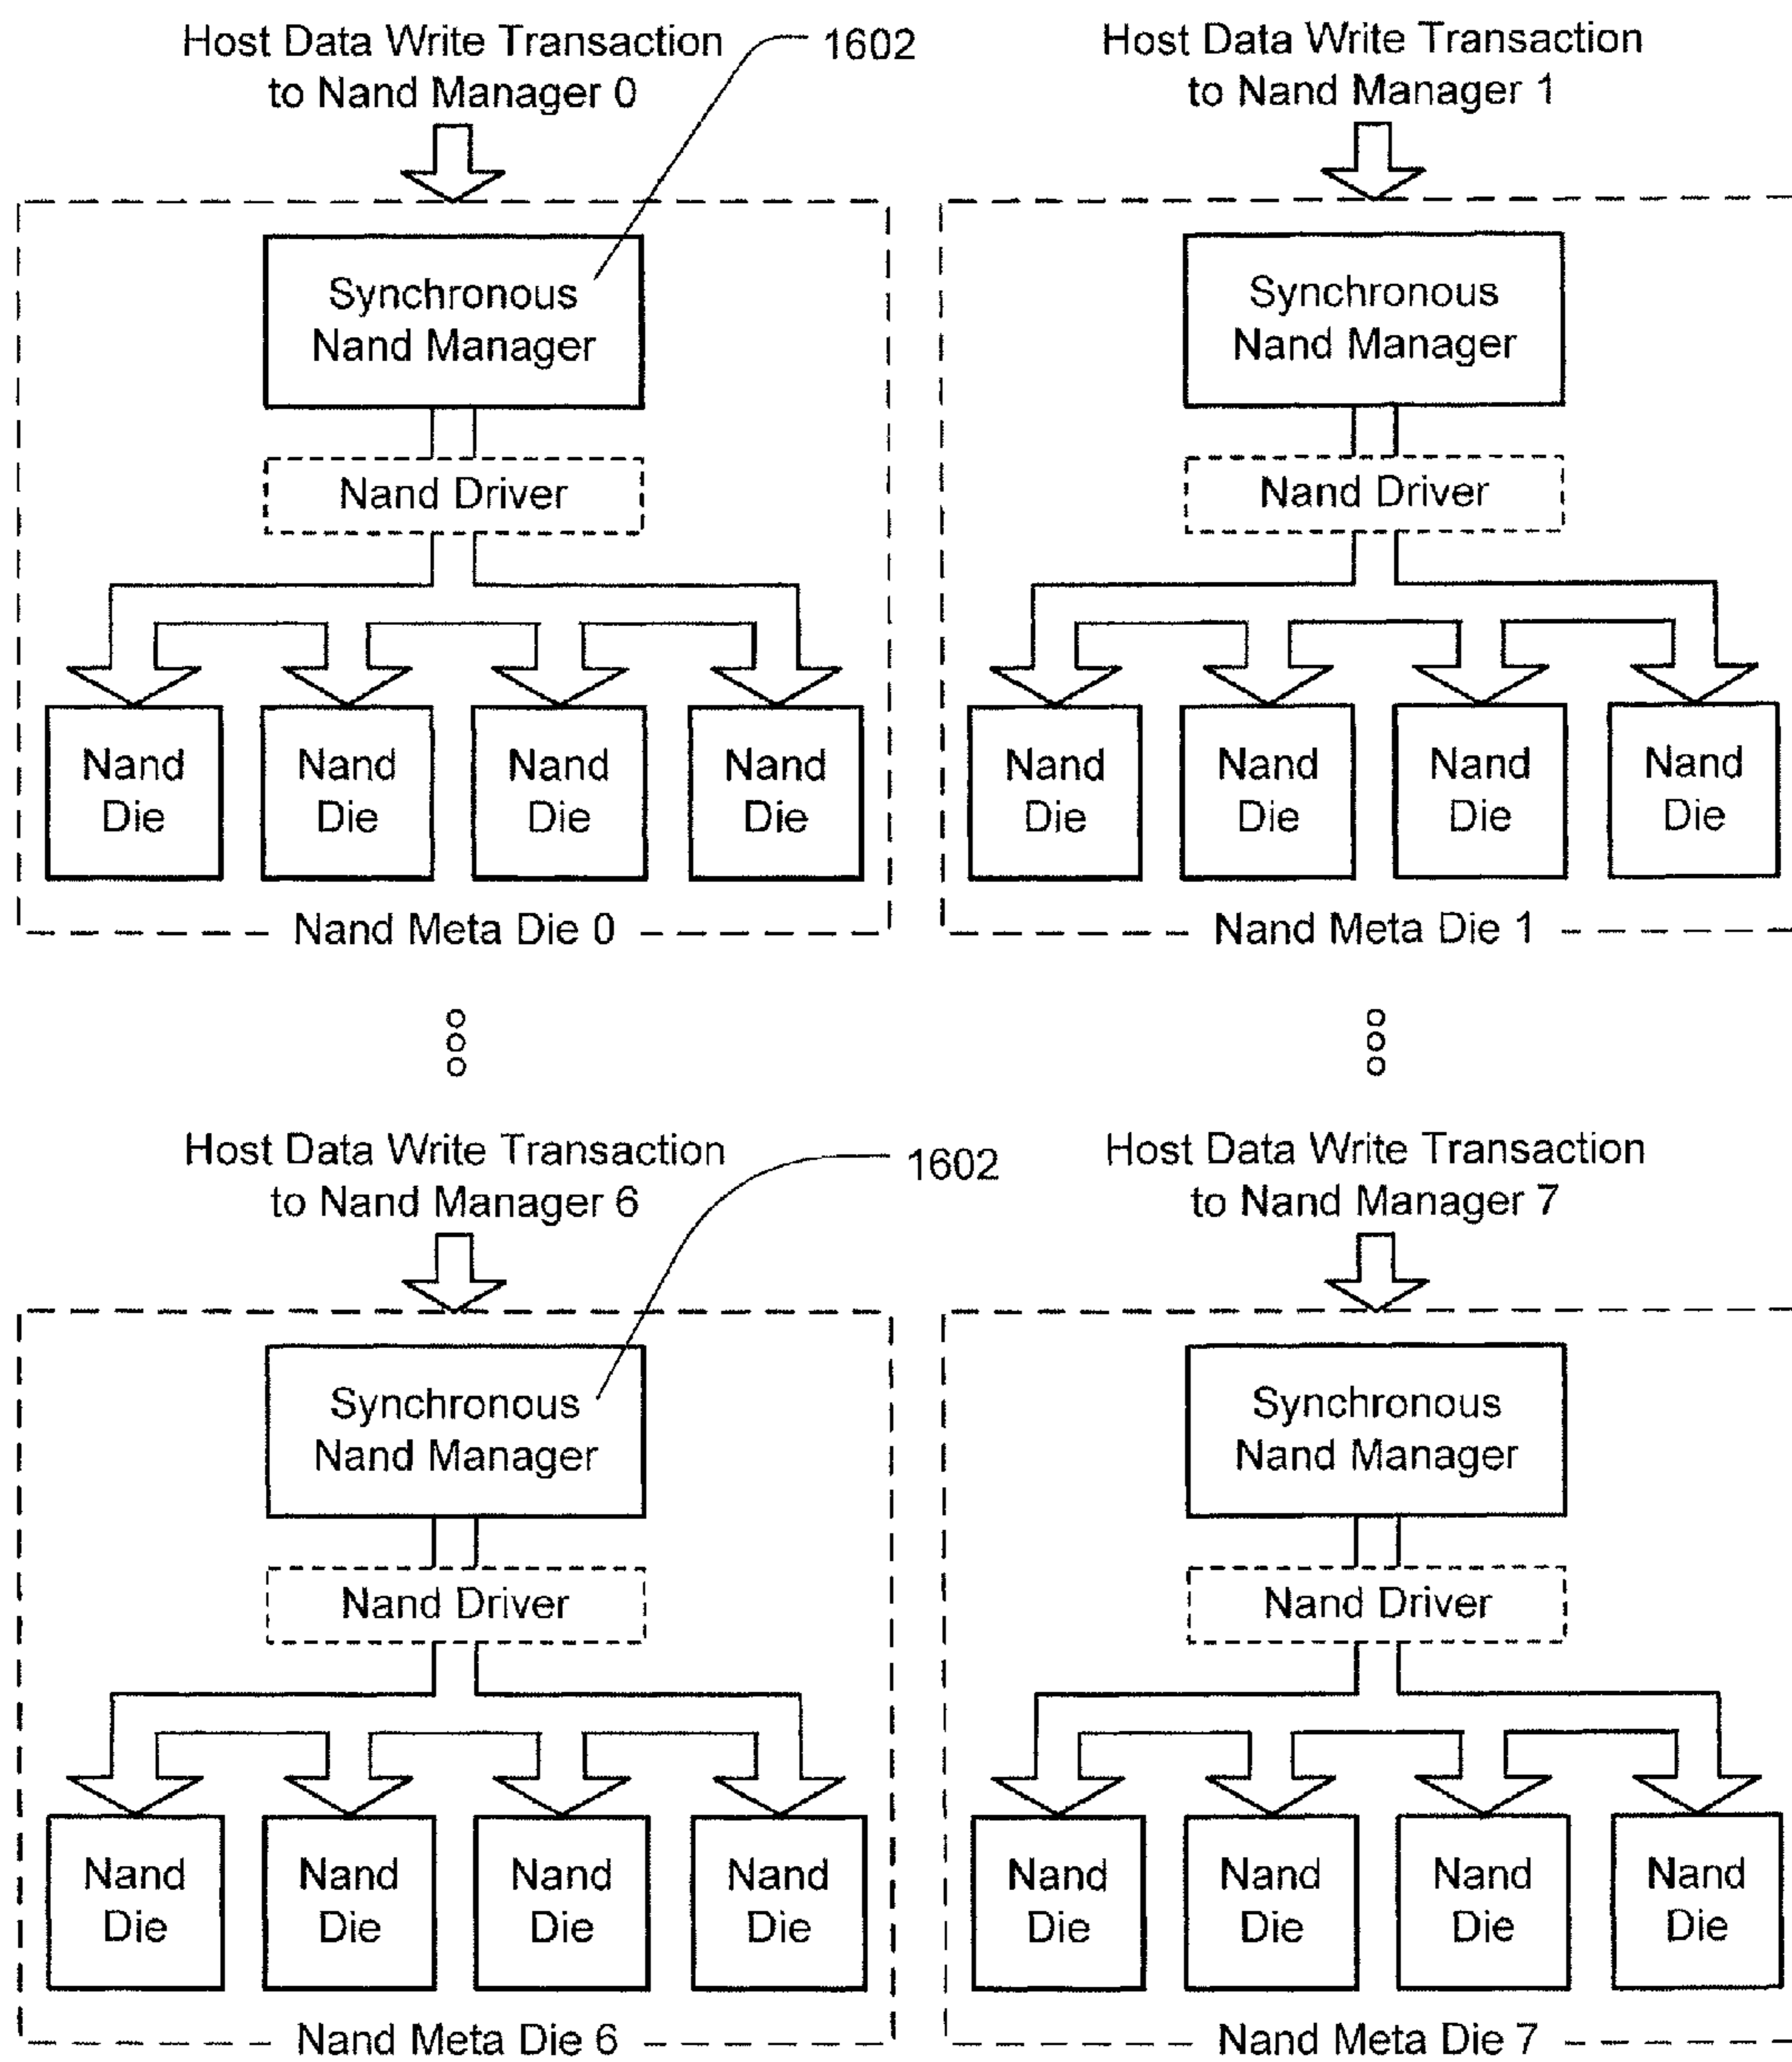 Host Data Write Transaction
to Nand Manager 0
1602
Host Data Write Transaction
to Nand Manager 1
Synchronous
Nand Manager
Synchronous
Nand Manager
Nand Driver
Nand Driver
Nand
Die
Nand
Die
Nand
Die
Nand
Die
Nand
Die
Nand
Die
Nand
Die
Nand
Die
Nand Meta Die 0
Nand Meta Die 1
Host Data Write Transaction
to Nand Manager 6
1602
Host Data Write Transaction
to Nand Manager 7
Synchronous
Nand Manager
Synchronous
Nand Manager
Nand Driver
Nand Driver
Nand
Die
Nand
Die
Nand
Die
Nand
Die
Nand
Die
Nand
Die
Nand
Die
Nand
Die
Nand Meta Die 6
Nand Meta Die 7